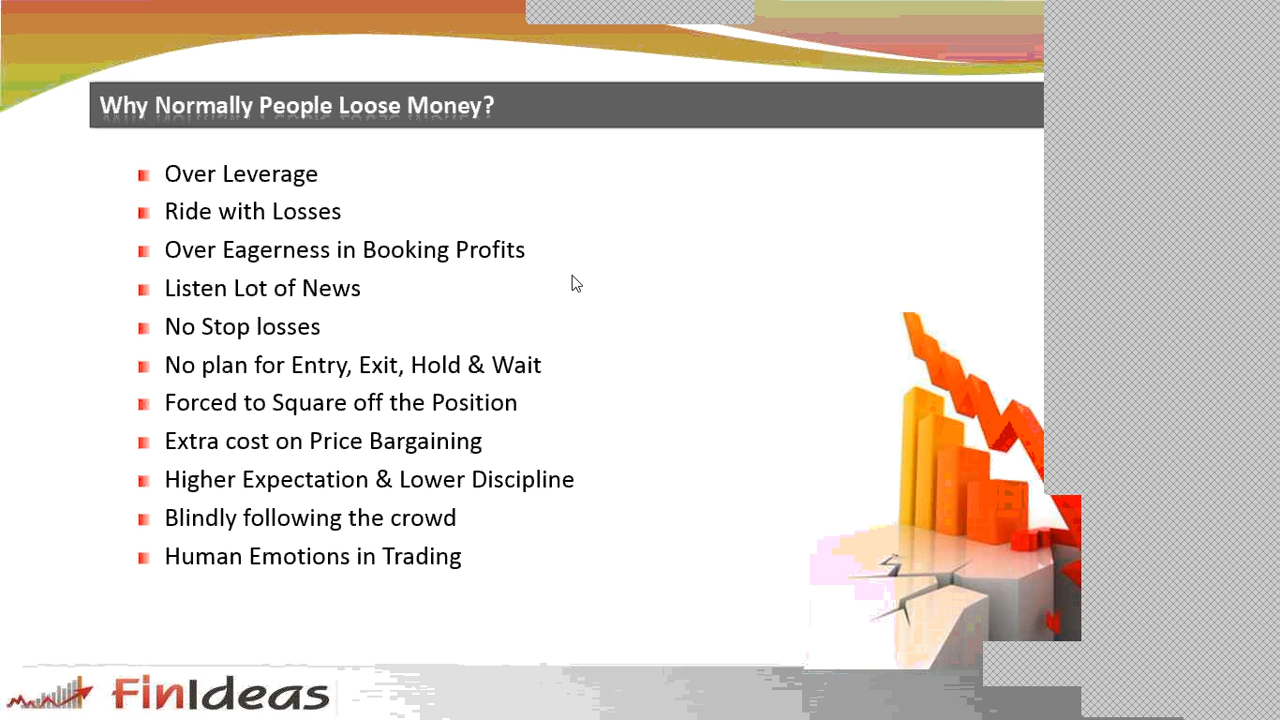 Why Normally People Loose Money?
Over Leverage
Ride with Losses
Over Eagerness in Booking Profits
Listen Lot of News
No Stop losses
No plan for Entry, Exit, Hold & Wait
Forced to Square off the Position
Extra cost on Price Bargaining
Higher Expectation & Lower Discipline
Blindly following the crowd
Human Emotions in Trading
FinIdeas